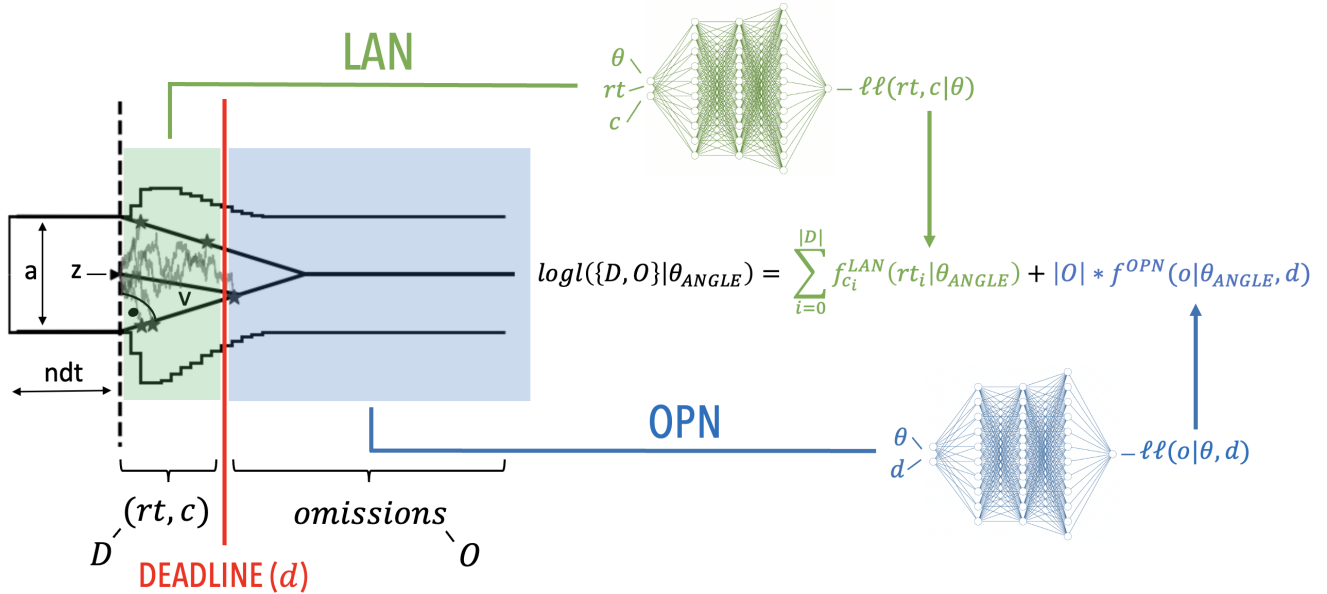 LAN
θ
rt
c
ℓℓ(rt, c|θ)
a
z
v
ndt
logl({D, O}|θ_ANGLE) = ∑_{i=0}^{|D|} f_{c_i}^{LAN}(rt_i|θ_ANGLE) + |O| * f^{OPN}(o|θ_ANGLE, d)
OPN
θ
d
ℓℓ(o|θ, d)
(rt, c)
omissions
D
O
DEADLINE (d)